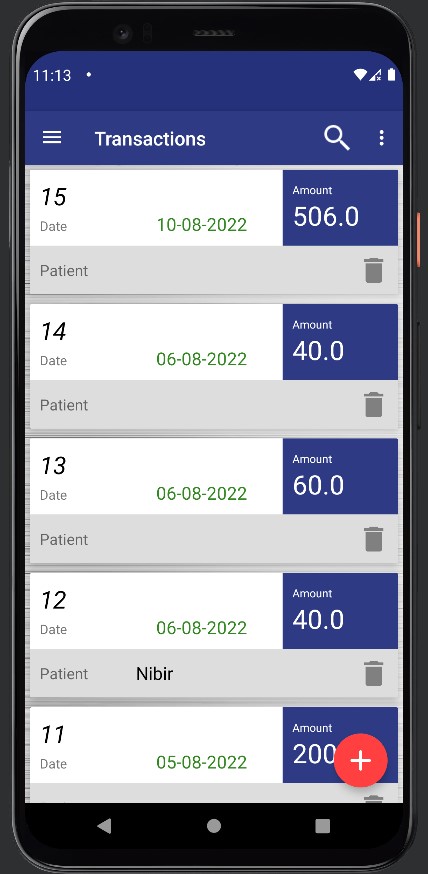 11:13
Transactions
15
Amount
506.0
Date 10-08-2022
Patient
14
Amount
40.0
Date 06-08-2022
Patient
13
Amount
60.0
Date 06-08-2022
Patient
12
Amount
40.0
Date 06-08-2022
Patient Nibir
11
Amount
200
Date 05-08-2022